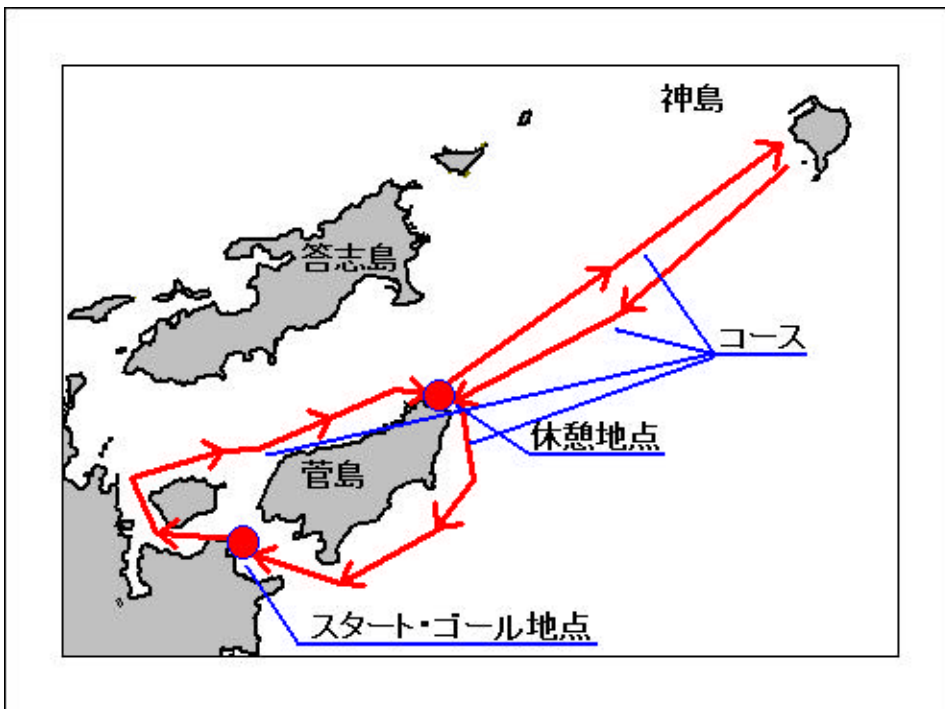 神島
答志島
コース
休憩地点
菅島
スタート・ゴール地点